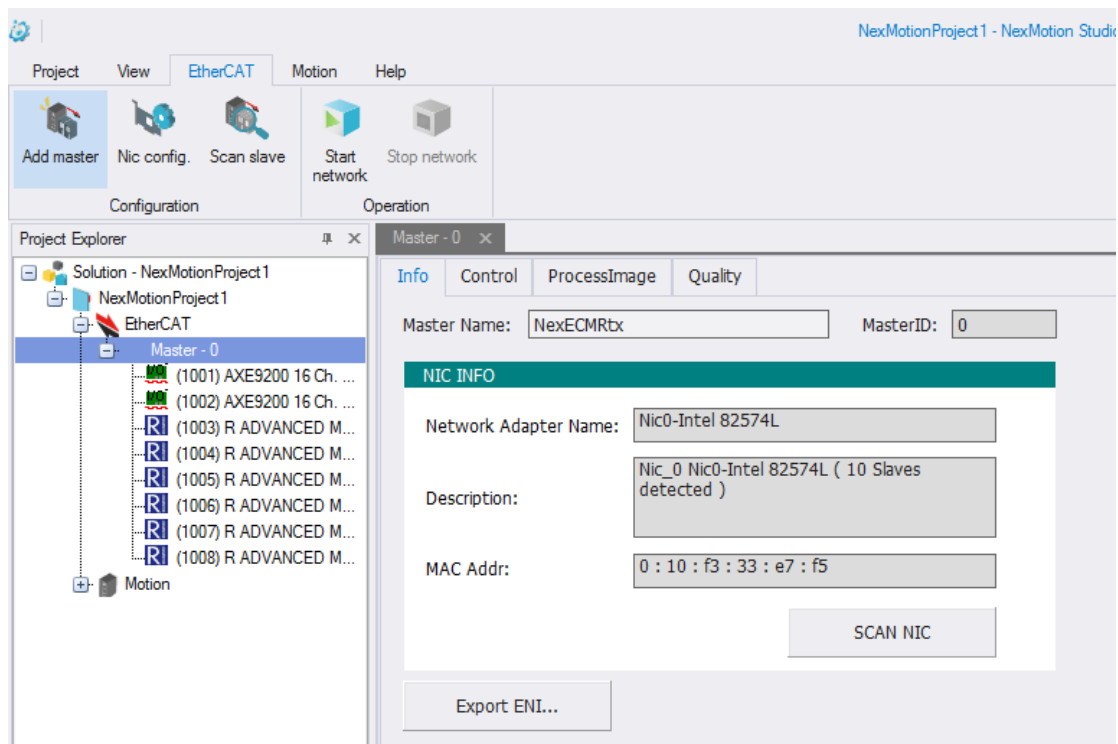 NexMotionProject1 - NexMotion Studio
Project View EtherCAT Motion Help
Add master Nic config. Scan slave Start network Stop network
Configuration Operation
Project Explorer
Solution - NexMotionProject1
NexMotionProject1
EtherCAT
Master - 0
(1001) AXE9200 16 Ch. ...
(1002) AXE9200 16 Ch. ...
(1003) R ADVANCED M...
(1004) R ADVANCED M...
(1005) R ADVANCED M...
(1006) R ADVANCED M...
(1007) R ADVANCED M...
(1008) R ADVANCED M...
Motion
Master - 0
Info Control ProcessImage Quality
Master Name: NexECMRtx MasterID: 0
NIC INFO
Network Adapter Name: Nic0-Intel 82574L
Description: Nic_0 Nic0-Intel 82574L ( 10 Slaves
detected )
MAC Addr: 0 : 10 : f3 : 33 : e7 : f5
SCAN NIC
Export ENI...